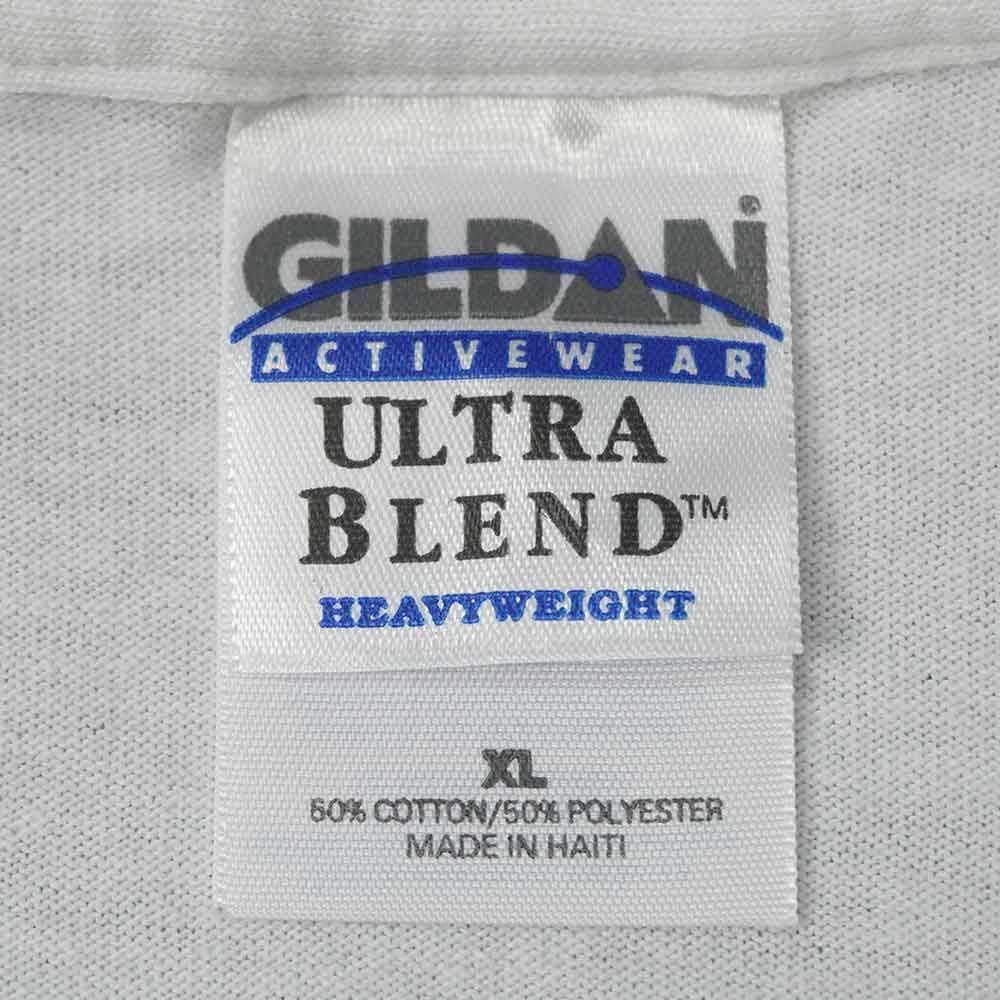 GILDAN®
ACTIVEWEAR
ULTRA
BLEND™
HEAVYWEIGHT
XL
50% COTTON/50% POLYESTER
MADE IN HAITI